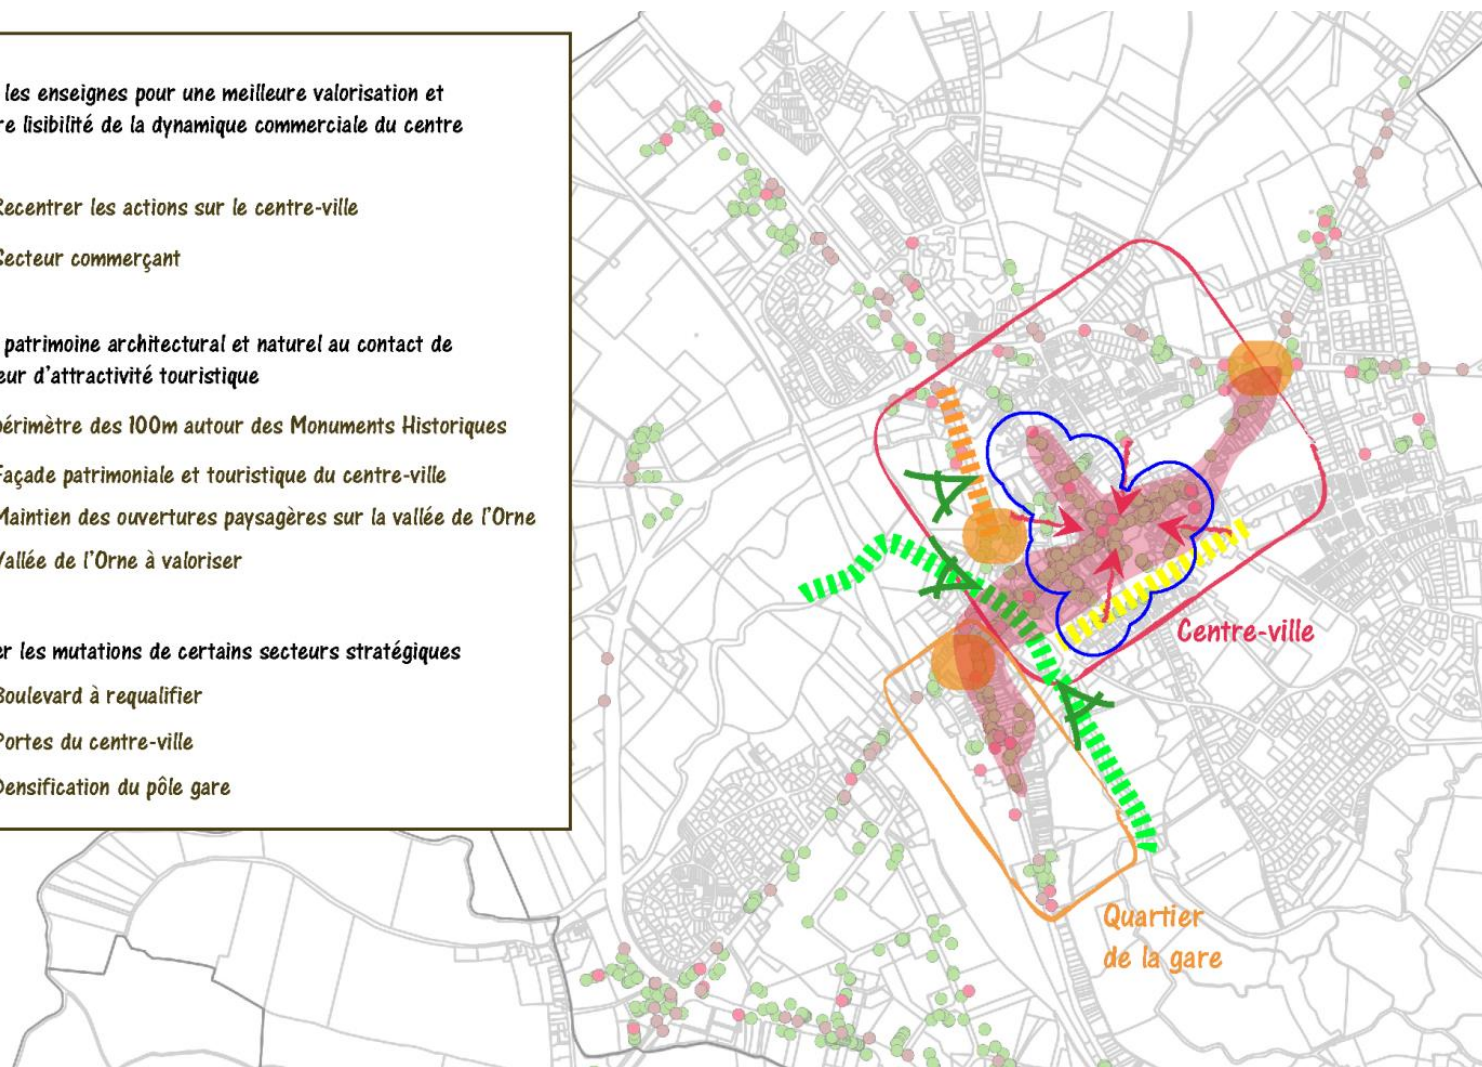 les enseignes pour une meilleure valorisation et
re lisibilité de la dynamique commerciale du centre
Recentrer les actions sur le centre-ville
Secteur commerçant
patrimoine architectural et naturel au contact de
eur d'attractivité touristique
périmètre des 100m autour des Monuments Historiques
Façade patrimoniale et touristique du centre-ville
Maintien des ouvertures paysagères sur la vallée de l'Orne
Vallée de l'Orne à valoriser
er les mutations de certains secteurs stratégiques
Boulevard à requalifier
Portes du centre-ville
Densification du pôle gare
Centre-ville
Quartier
de la gare